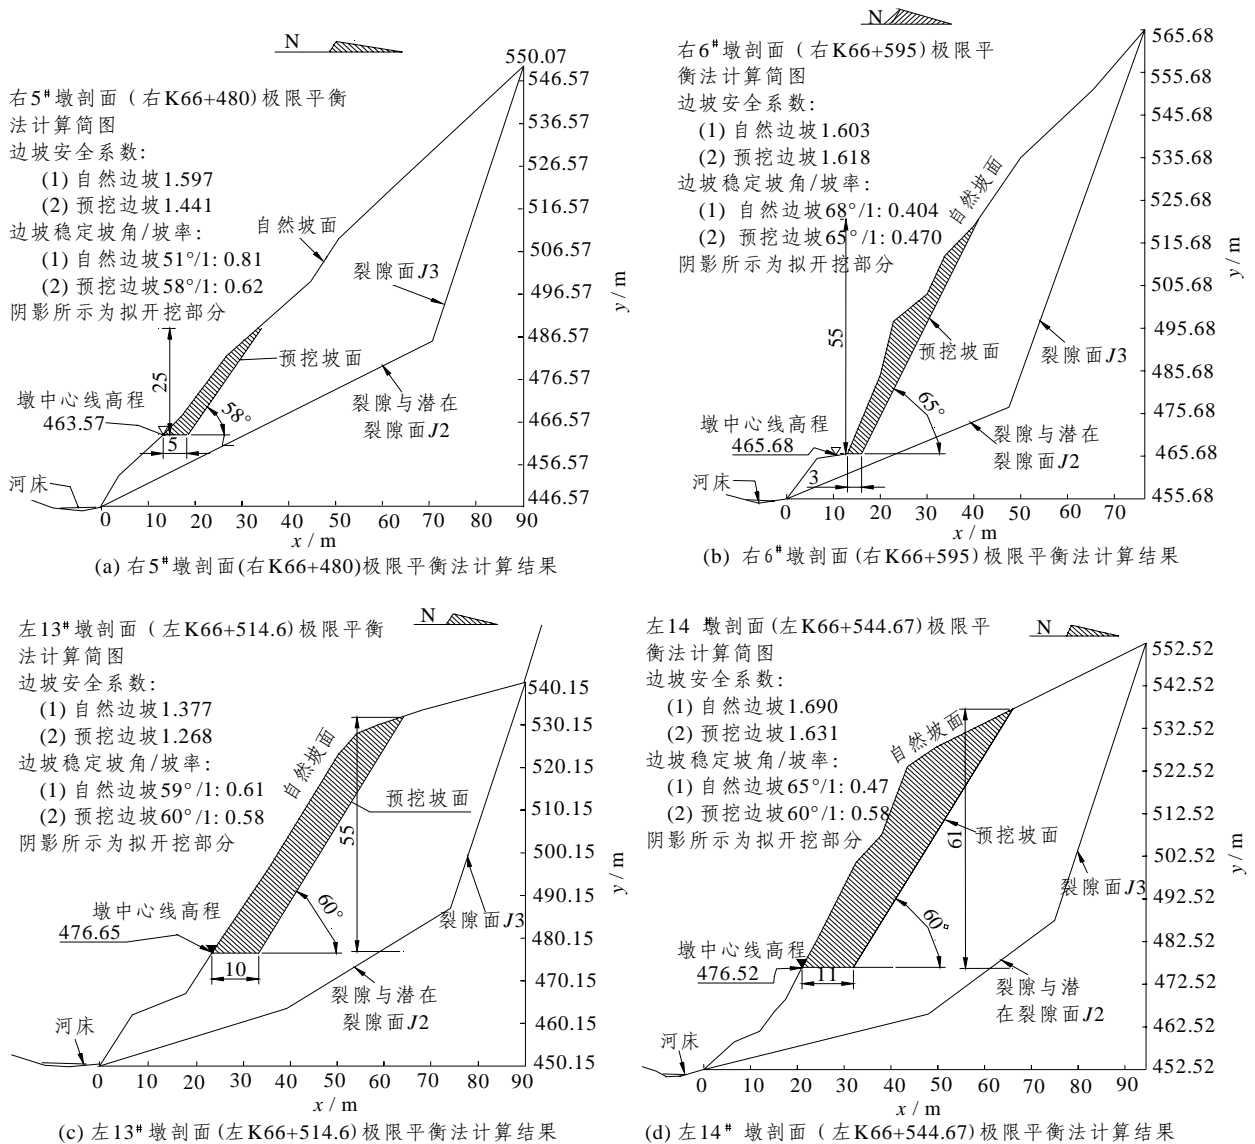 N
550.07
右5#墩剖面（右K66+480)极限平衡
法计算简图
边坡安全系数:
(1) 自然边坡1.597
(2) 预挖边坡1.441
边坡稳定坡角/坡率:
(1) 自然边坡51°/1: 0.81
(2) 预挖边坡58°/1: 0.62
阴影所示为拟开挖部分
自然坡面
裂隙面J3
预挖坡面
25
58°
墩中心线高程
463.57
5
裂隙与潜在
裂隙面J2
河床
546.57
536.57
526.57
516.57
506.57
496.57
486.57
476.57
466.57
456.57
446.57
y / m
0 10 20 30 40 50 60 70 80 90
x / m
(a) 右5#墩剖面(右K66+480)极限平衡法计算结果
N
右6#墩剖面（右K66+595)极限平
衡法计算简图
边坡安全系数:
(1) 自然边坡1.603
(2) 预挖边坡1.618
边坡稳定坡角/坡率:
(1) 自然边坡68°/1: 0.404
(2) 预挖边坡65°/1: 0.470
阴影所示为拟开挖部分
自然坡面
55
预挖坡面
裂隙面J3
65°
墩中心线高程
465.68
裂隙与潜在
裂隙面J2
河床
3
565.68
555.68
545.68
535.68
525.68
515.68
505.68
495.68
485.68
475.68
465.68
455.68
y / m
0 10 20 30 40 50 60 70
x / m
(b) 右6#墩剖面(右K66+595)极限平衡法计算结果
N
左13#墩剖面（左K66+514.6)极限平衡
法计算简图
边坡安全系数:
(1) 自然边坡1.377
(2) 预挖边坡1.268
边坡稳定坡角/坡率:
(1) 自然边坡59°/1: 0.61
(2) 预挖边坡60°/1: 0.58
阴影所示为拟开挖部分
自然坡面
预挖坡面
55
60°
墩中心线高程
476.65
10
裂隙面J3
裂隙与潜在
裂隙面J2
河床
540.15
530.15
520.15
510.15
500.15
490.15
480.15
470.15
460.15
450.15
y / m
0 10 20 30 40 50 60 70 80 90
x / m
(c) 左13#墩剖面(左K66+514.6)极限平衡法计算结果
N
左14 墩剖面(左K66+544.67)极限平
衡法计算简图
边坡安全系数:
(1) 自然边坡1.690
(2) 预挖边坡1.631
边坡稳定坡角/坡率:
(1) 自然边坡65°/1: 0.47
(2) 预挖边坡60°/1: 0.58
阴影所示为拟开挖部分
自然坡面
预挖坡面
61
裂隙面J3
60°
墩中心线高程
476.52
11
裂隙与潜
在裂隙面J2
河床
552.52
542.52
532.52
522.52
512.52
502.52
492.52
482.52
472.52
462.52
452.52
y / m
0 10 20 30 40 50 60 70 80 90
x / m
(d) 左14# 墩剖面（左K66+544.67)极限平衡法计算结果